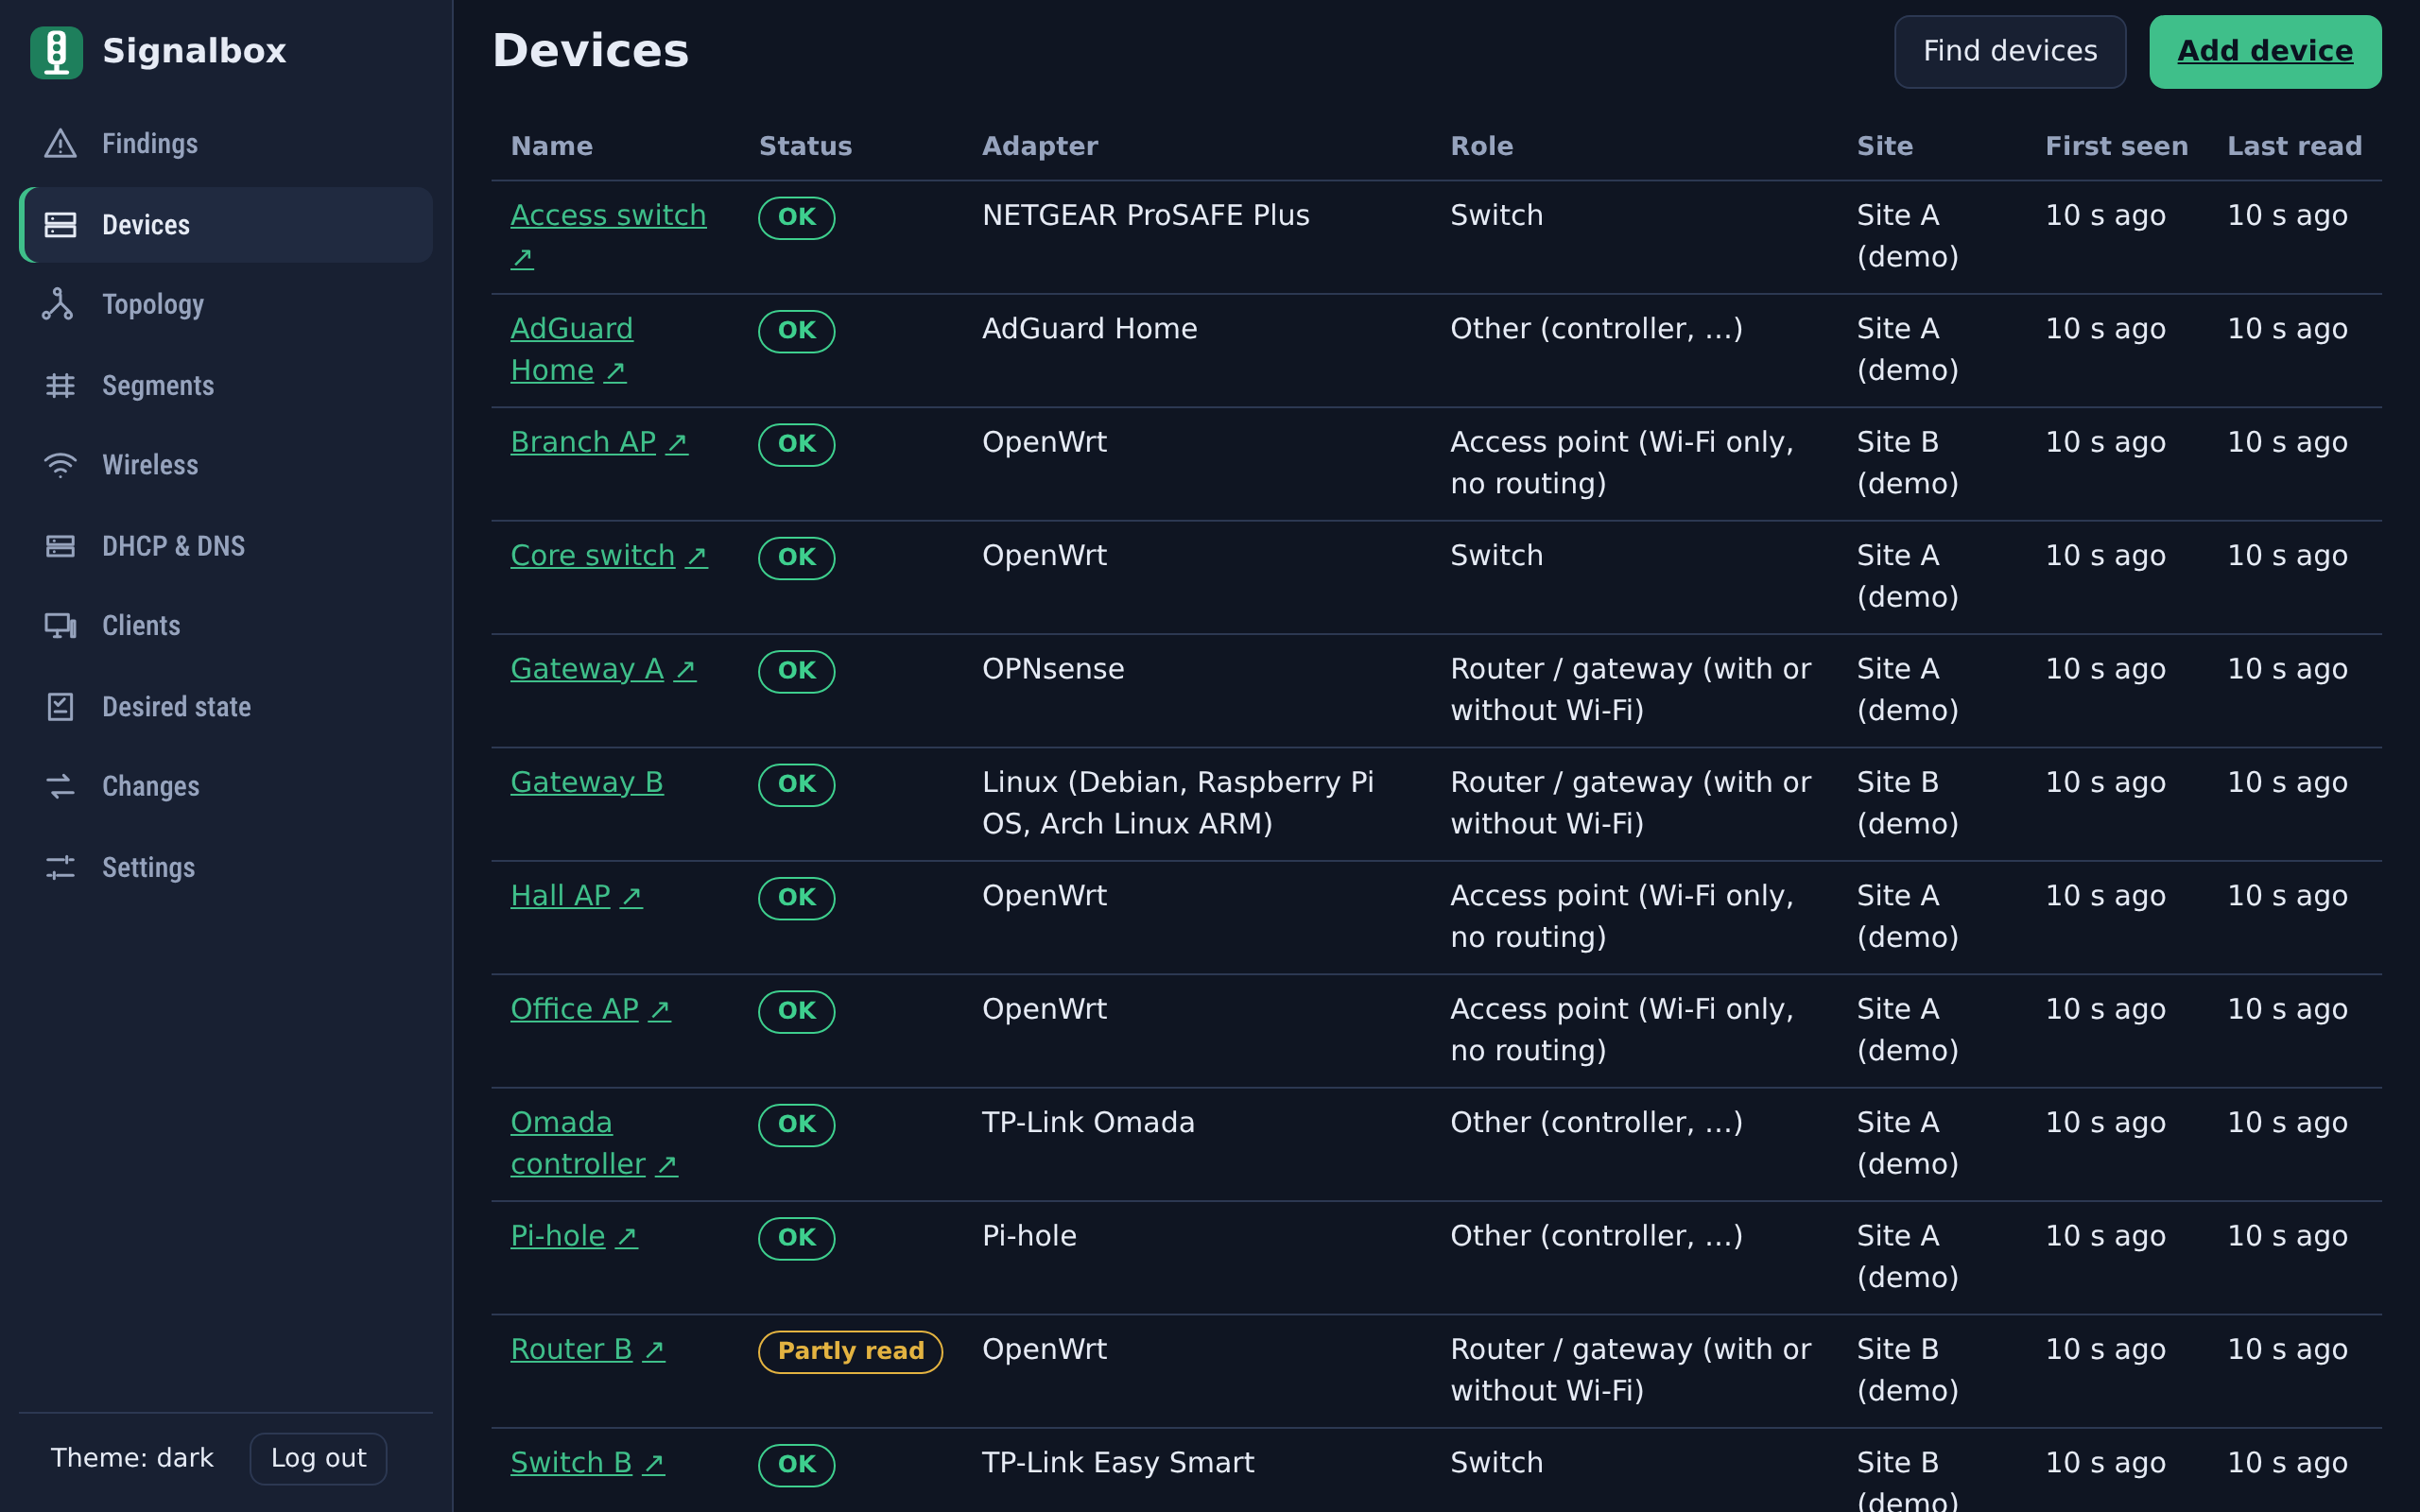 Signalbox
Findings
Devices
Topology
Segments
Wireless
DHCP & DNS
Clients
Desired state
Changes
Settings
Theme: dark Log out
Devices Find devices Add device
Name Status Adapter Role Site First seen Last read
Access switch OK NETGEAR ProSAFE Plus Switch Site A 10 s ago 10 s ago
↗ (demo)
AdGuard OK AdGuard Home Other (controller, ...) Site A 10 s ago 10 s ago
Home ↗ (demo)
Branch AP ↗ OK OpenWrt Access point (Wi-Fi only, Site B 10 s ago 10 s ago
no routing) (demo)
Core switch ↗ OK OpenWrt Switch Site A 10 s ago 10 s ago
(demo)
Gateway A ↗ OK OPNsense Router / gateway (with or Site A 10 s ago 10 s ago
without Wi-Fi) (demo)
Gateway B OK Linux (Debian, Raspberry Pi Router / gateway (with or Site B 10 s ago 10 s ago
OS, Arch Linux ARM) without Wi-Fi) (demo)
Hall AP ↗ OK OpenWrt Access point (Wi-Fi only, Site A 10 s ago 10 s ago
no routing) (demo)
Office AP ↗ OK OpenWrt Access point (Wi-Fi only, Site A 10 s ago 10 s ago
no routing) (demo)
Omada OK TP-Link Omada Other (controller, ...) Site A 10 s ago 10 s ago
controller ↗ (demo)
Pi-hole ↗ OK Pi-hole Other (controller, ...) Site A 10 s ago 10 s ago
(demo)
Router B ↗ Partly read OpenWrt Router / gateway (with or Site B 10 s ago 10 s ago
without Wi-Fi) (demo)
Switch B ↗ OK TP-Link Easy Smart Switch Site B 10 s ago 10 s ago
(demo)